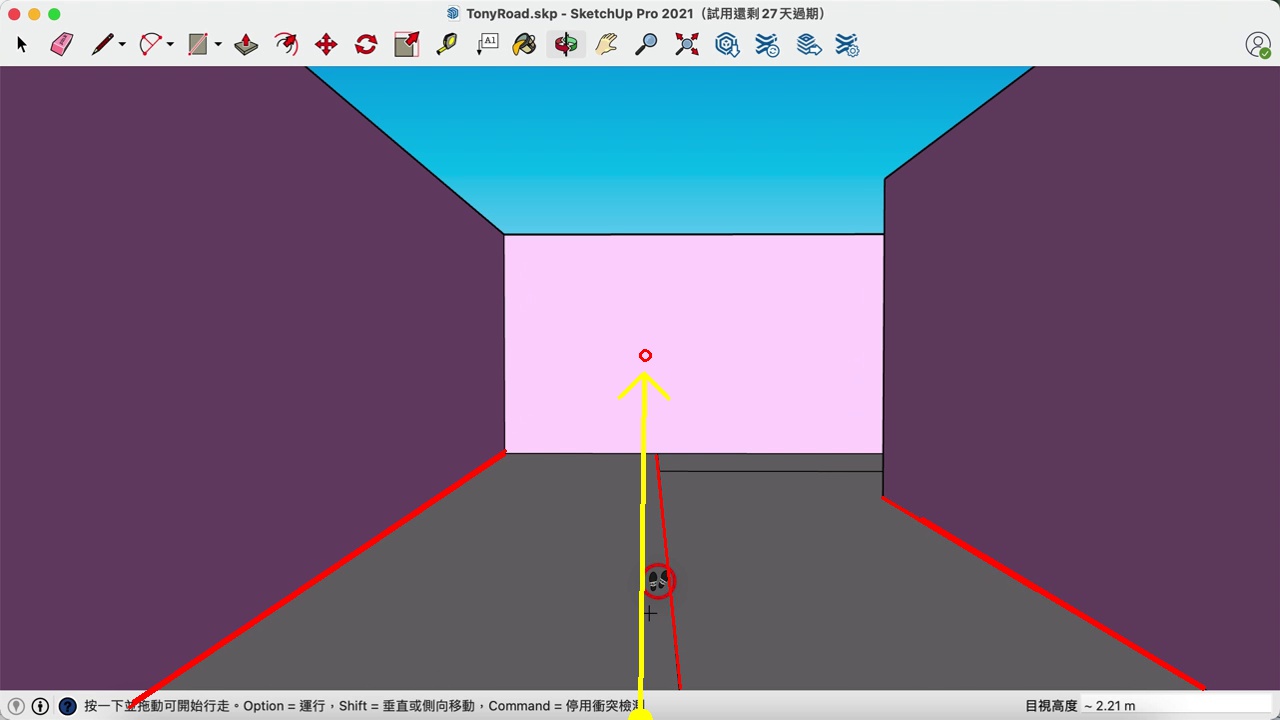 TonyRoad.skp - SketchUp Pro 2021（試用還剩 27 天過期）
A1
按一下並拖動可開始行走。Option = 運行，Shift = 垂直或側向移動，Command = 停用衝突檢測
目視高度 ~ 2.21 m